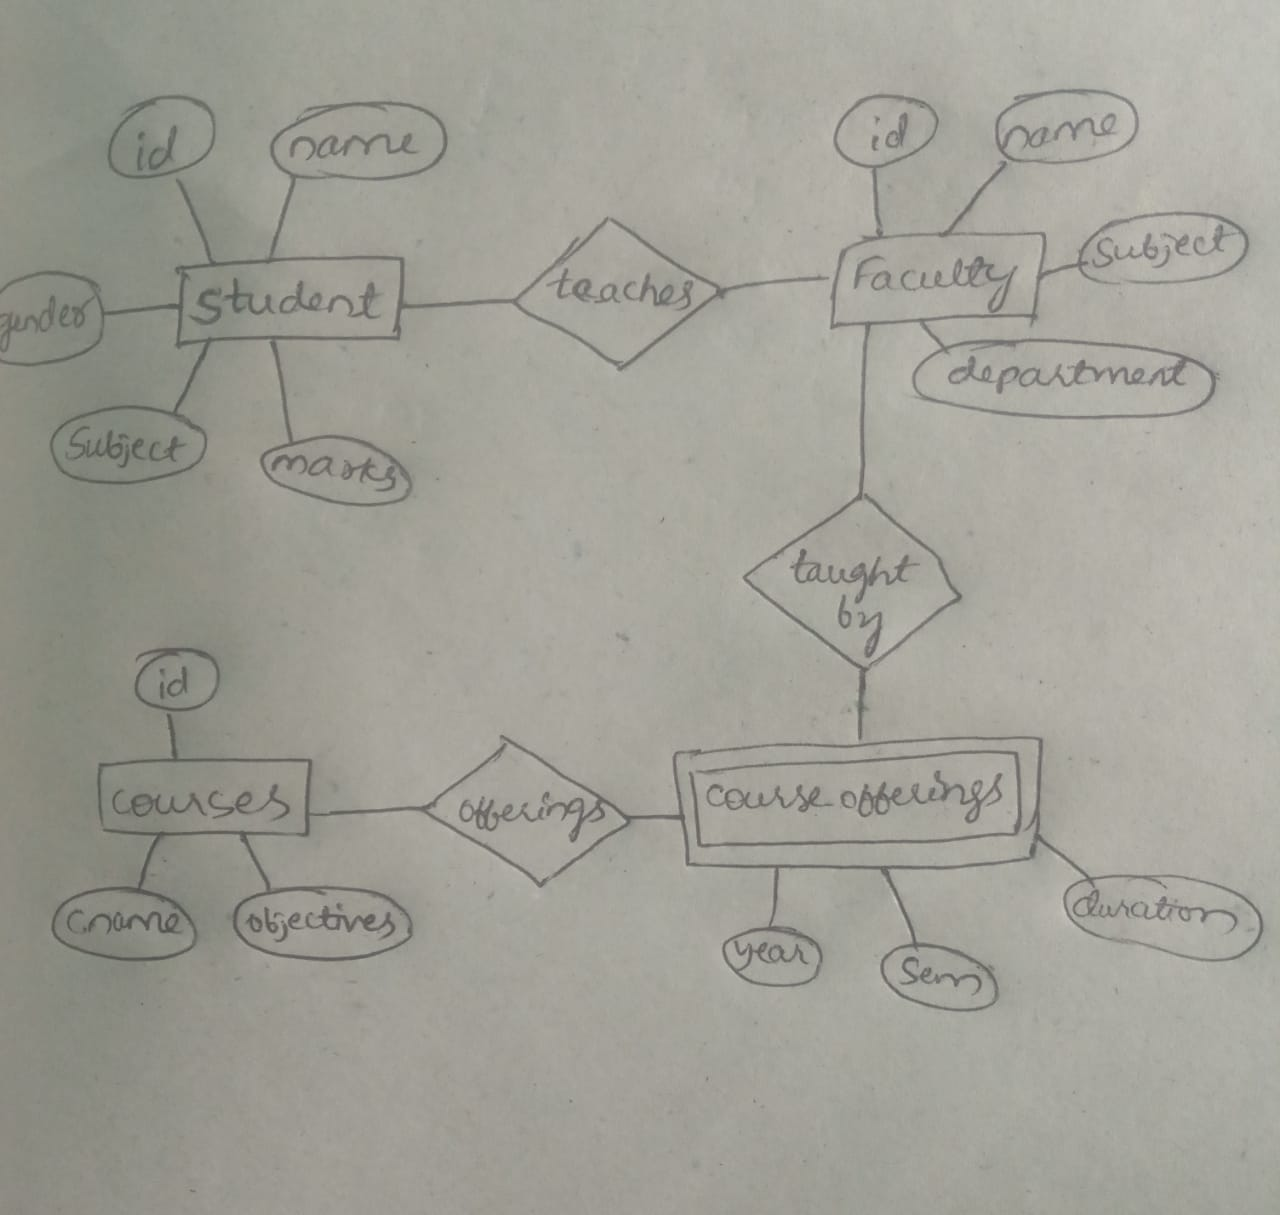 id
name
id
name
Subject
Student
teaches
Faculty
gender
department
Subject
marks
taught
by
id
courses
offerings
course offerings
cname
objectives
year
Sem
duration